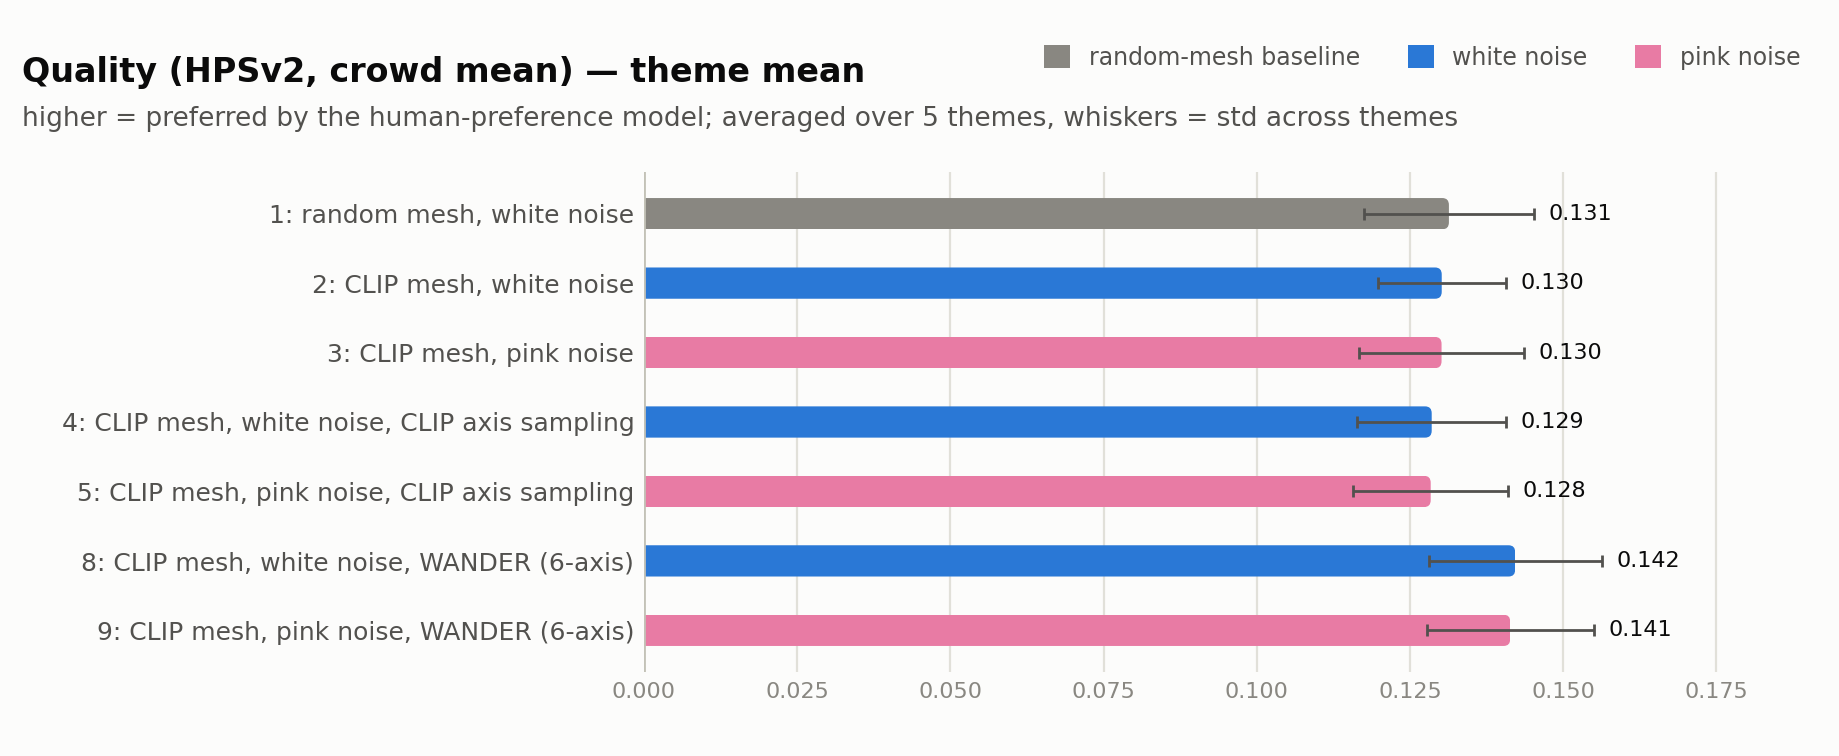 Quality (HPSv2, crowd mean) — theme mean
random-mesh baseline
white noise
pink noise
higher = preferred by the human-preference model; averaged over 5 themes, whiskers = std across themes
1: random mesh, white noise
0.131
2: CLIP mesh, white noise
0.130
3: CLIP mesh, pink noise
0.130
4: CLIP mesh, white noise, CLIP axis sampling
0.129
5: CLIP mesh, pink noise, CLIP axis sampling
0.128
8: CLIP mesh, white noise, WANDER (6-axis)
0.142
9: CLIP mesh, pink noise, WANDER (6-axis)
0.141
0.000
0.025
0.050
0.075
0.100
0.125
0.150
0.175